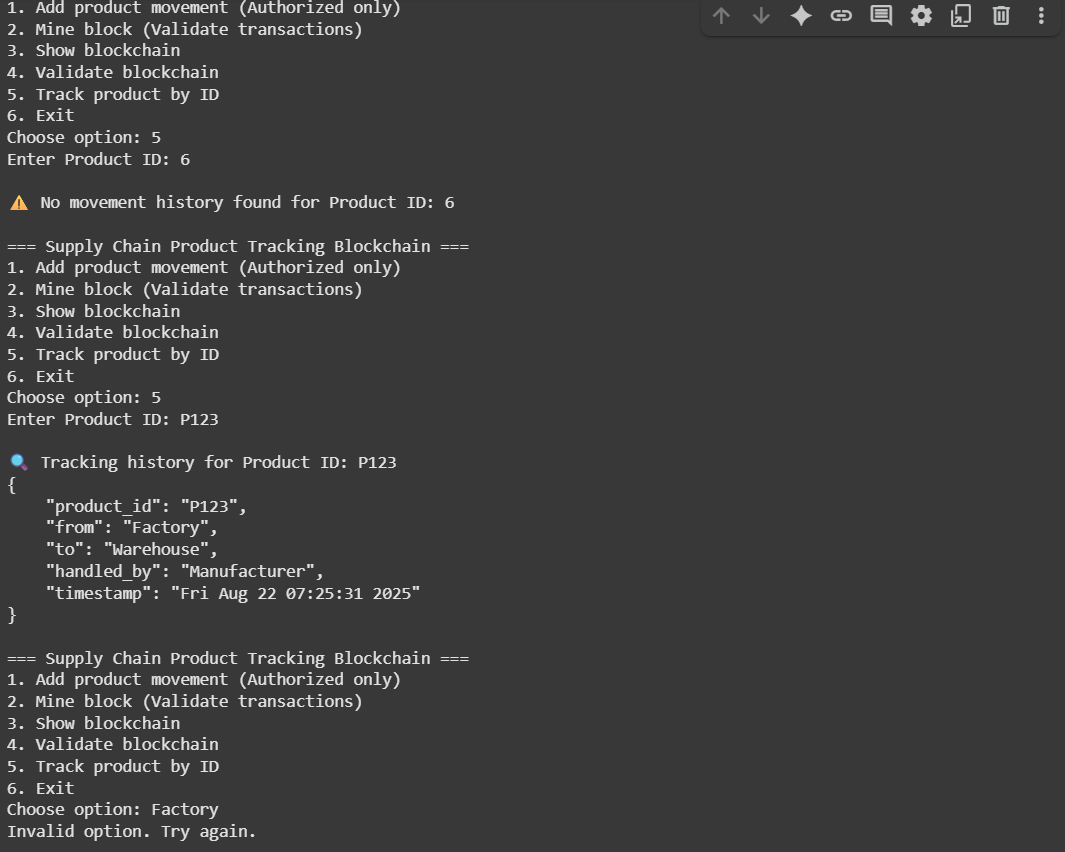 1. Add product movement (Authorized only)
2. Mine block (Validate transactions)
3. Show blockchain
4. Validate blockchain
5. Track product by ID
6. Exit
Choose option: 5
Enter Product ID: 6
⚠️ No movement history found for Product ID: 6
=== Supply Chain Product Tracking Blockchain ===
1. Add product movement (Authorized only)
2. Mine block (Validate transactions)
3. Show blockchain
4. Validate blockchain
5. Track product by ID
6. Exit
Choose option: 5
Enter Product ID: P123
🔍 Tracking history for Product ID: P123
{
    "product_id": "P123",
    "from": "Factory",
    "to": "Warehouse",
    "handled_by": "Manufacturer",
    "timestamp": "Fri Aug 22 07:25:31 2025"
}
=== Supply Chain Product Tracking Blockchain ===
1. Add product movement (Authorized only)
2. Mine block (Validate transactions)
3. Show blockchain
4. Validate blockchain
5. Track product by ID
6. Exit
Choose option: Factory
Invalid option. Try again.